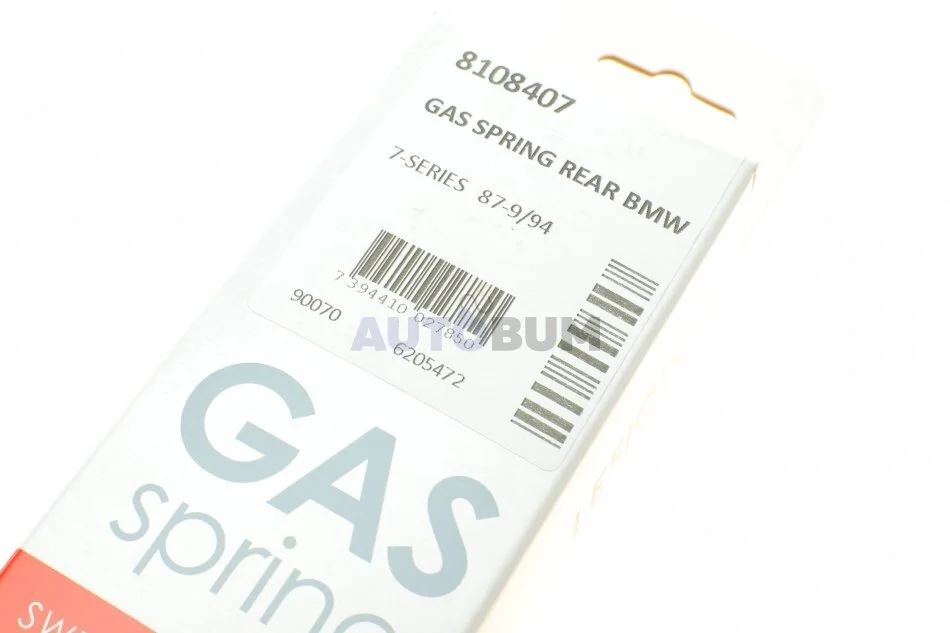 8108407
GAS SPRING REAR BMW
7-SERIES 87-9/94
7 394410 027850
90070
6205472
AUTOBUM
GAS
spring